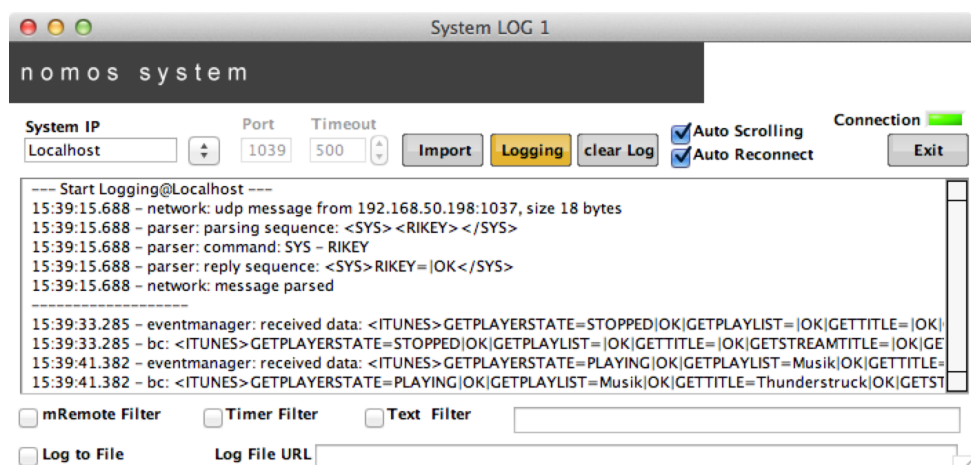 System LOG 1
nomos system
System IP Port Timeout Connection
Localhost 1039 500 Import Logging clear Log Auto Scrolling Exit
Auto Reconnect
--- Start Logging@Localhost ---
15:39:15.688 – network: udp message from 192.168.50.198:1037, size 18 bytes
15:39:15.688 – parser: parsing sequence: <SYS><RIKEY></SYS>
15:39:15.688 – parser: command: SYS – RIKEY
15:39:15.688 – parser: reply sequence: <SYS>RIKEY=|OK</SYS>
15:39:15.688 – network: message parsed
-------------------
15:39:33.285 – eventmanager: received data: <ITUNES>GETPLAYERSTATE=STOPPED|OK|GETPLAYLIST=|OK|GETTITLE=|OK|
15:39:33.285 – bc: <ITUNES>GETPLAYERSTATE=STOPPED|OK|GETPLAYLIST=|OK|GETTITLE=|OK|GETSTREAMTITLE=|OK|GE
15:39:41.382 – eventmanager: received data: <ITUNES>GETPLAYERSTATE=PLAYING|OK|GETPLAYLIST=Musik|OK|GETTITLE=
15:39:41.382 – bc: <ITUNES>GETPLAYERSTATE=PLAYING|OK|GETPLAYLIST=Musik|OK|GETTITLE=Thunderstruck|OK|GETST
mRemote Filter Timer Filter Text Filter
Log to File Log File URL